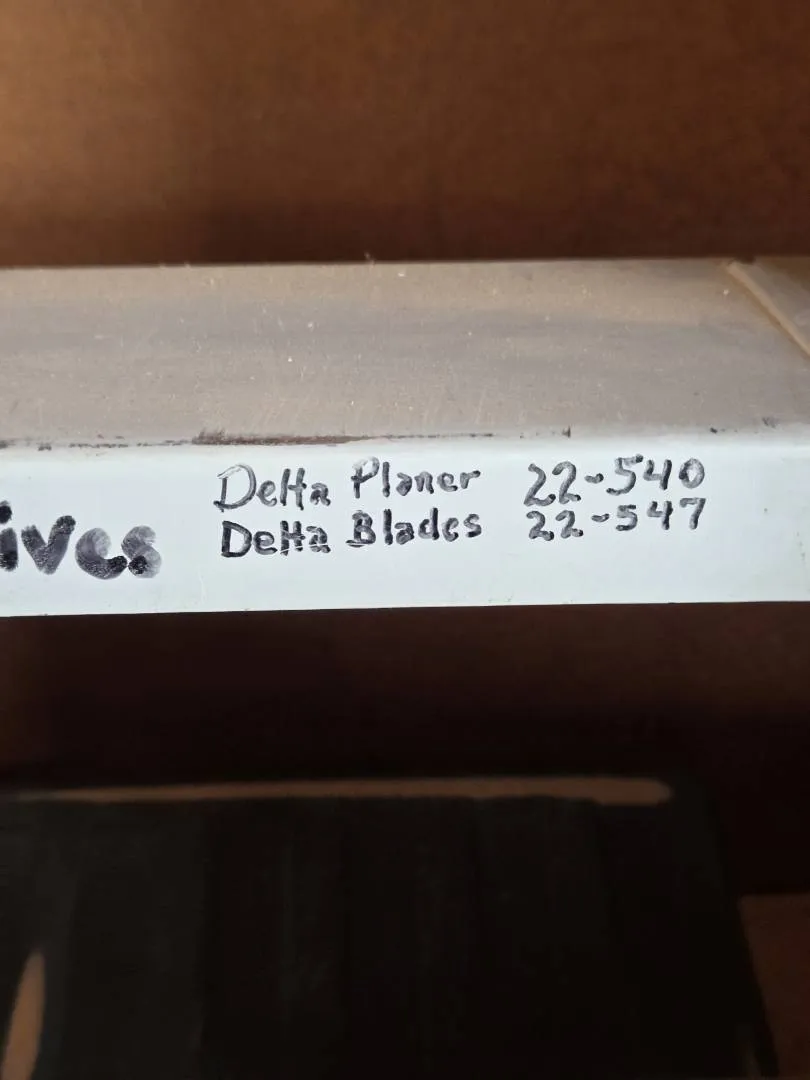 Delta Planer 22-540
Delta Blades 22-547
ives